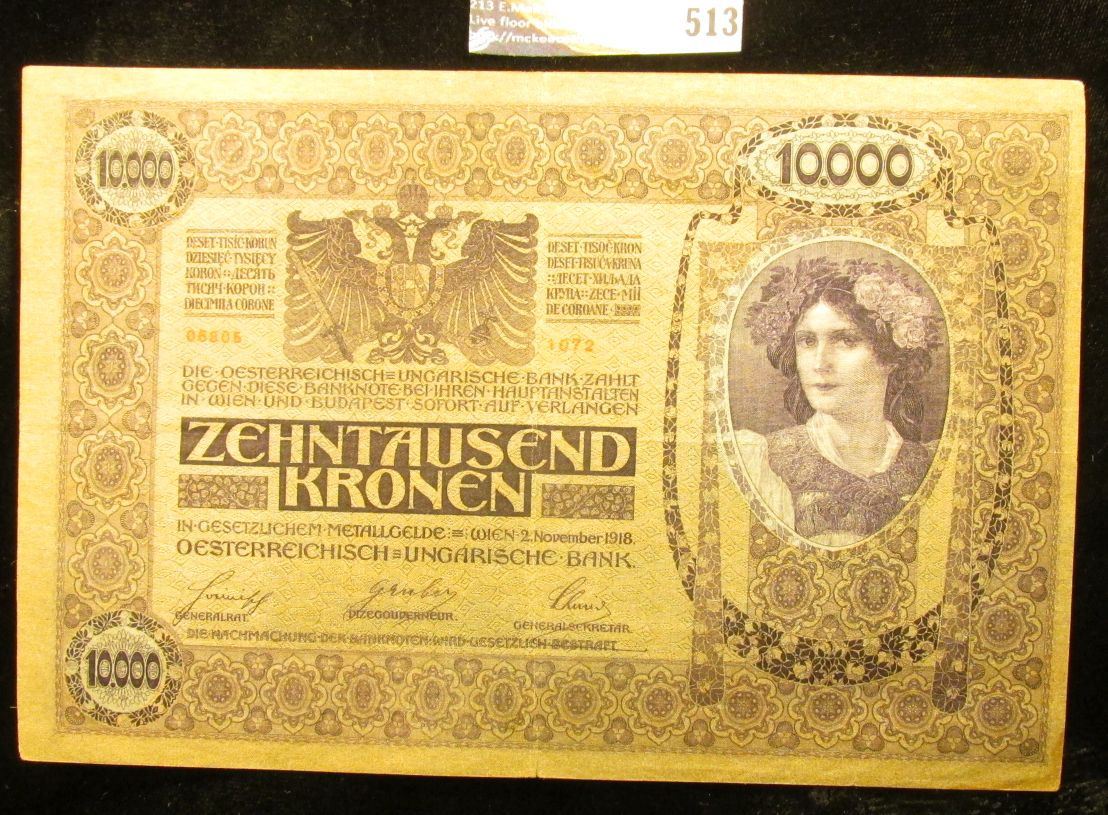 213 E.
Live floor
513
10.000
10.000
DESET·TISÍC·KORUN
DZIESIĘĆ·TYSIĘCY
KORON::ДЕСЯТЬ
ТИСЯЧ·КОРОН::
DIECIMILA·CORONE
DESET·TISOČ·KRON
DESET·TISUĆA·KRUNA
::ДЕСЕТ·ХИЉАДА
КРУНА::ZECE·MII
DE COROANE
1072
DIE·OESTERREICHISCH=UNGARISCHE·BANK·ZAHLT
GEGEN·DIESE·BANKNOTE·BEI IHREN·HAUPTANSTALTEN
IN·WIEN·UND·BUDAPEST·SOFORT·AUF·VERLANGEN
ZEHNTAUSEND
KRONEN
IN·GESETZLICHEM·METALLGELDE:=:WIEN·2.November 1918.
OESTERREICHISCH=UNGARISCHE·BANK.
GENERALRAT.
VIZEGOUVERNEUR.
GENERALSEKRETÄR.
DIE·NACHMACHUNG·DER·BANKNOTEN·WIRD·GESETZLICH·BESTRAFT
10.000